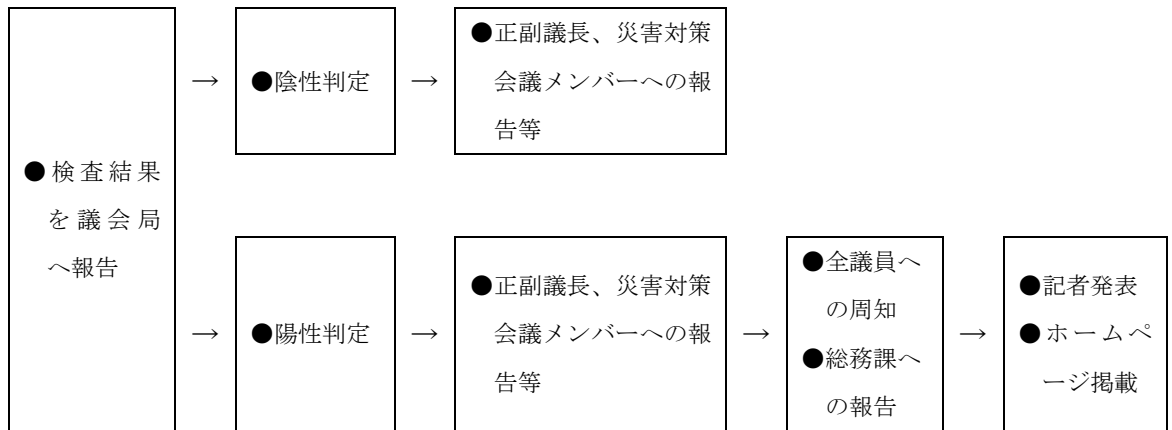 ●検査結果
を議会局
へ報告
→
●陰性判定
→
●正副議長、災害対策
会議メンバーへの報
告等
→
●陽性判定
→
●正副議長、災害対策
会議メンバーへの報
告等
→
●全議員へ
の周知
●総務課へ
の報告
→
●記者発表
●ホームペ
ージ掲載